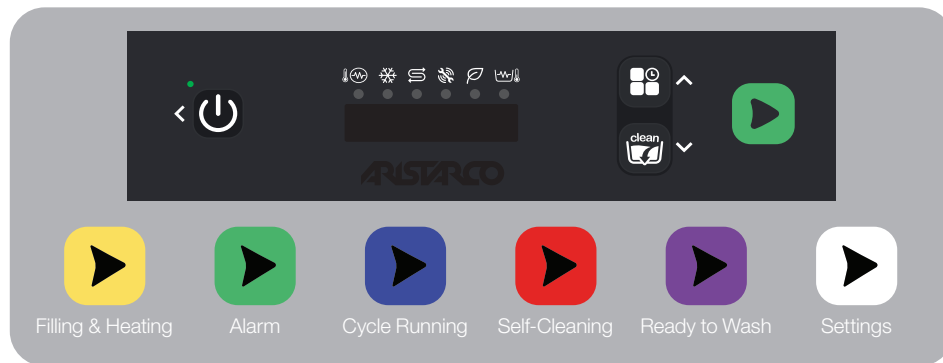 clean
ARISTARCO
Filling & Heating
Alarm
Cycle Running
Self-Cleaning
Ready to Wash
Settings